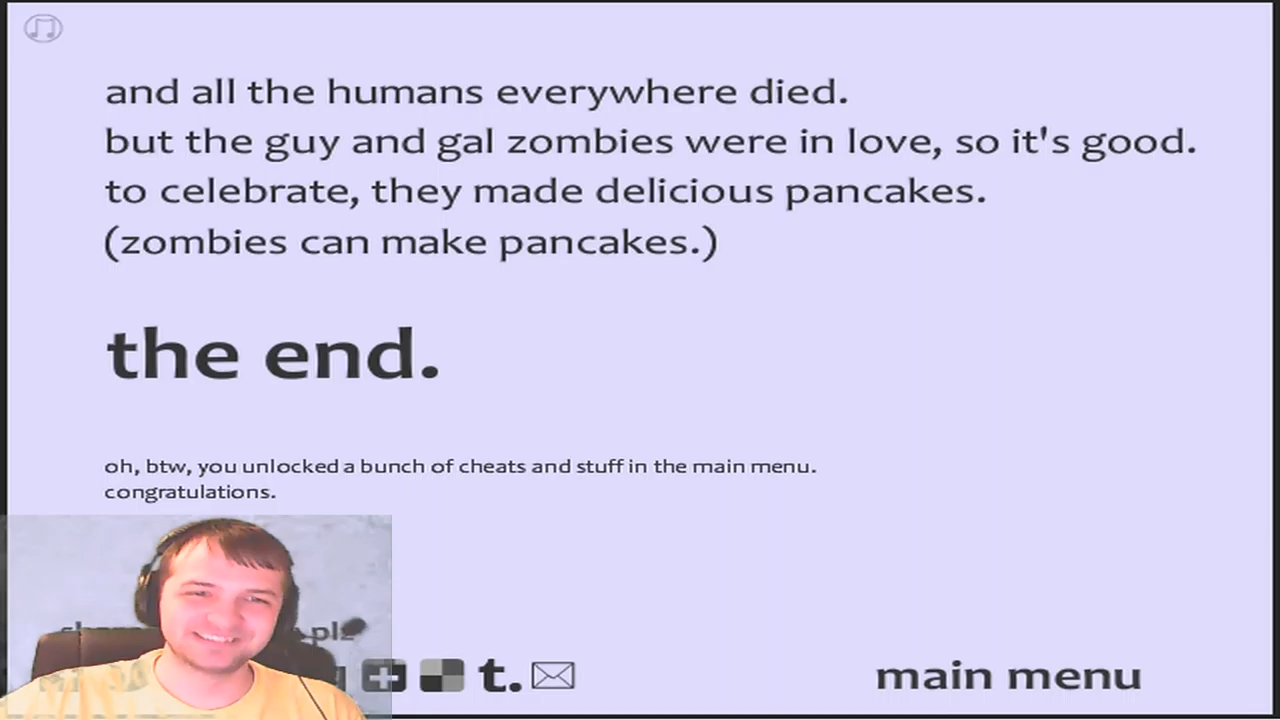 and all the humans everywhere died.
but the guy and gal zombies were in love, so it's good.
to celebrate, they made delicious pancakes.
(zombies can make pancakes.)
the end.
oh, btw, you unlocked a bunch of cheats and stuff in the main menu.
congratulations.
plz
t.
main menu